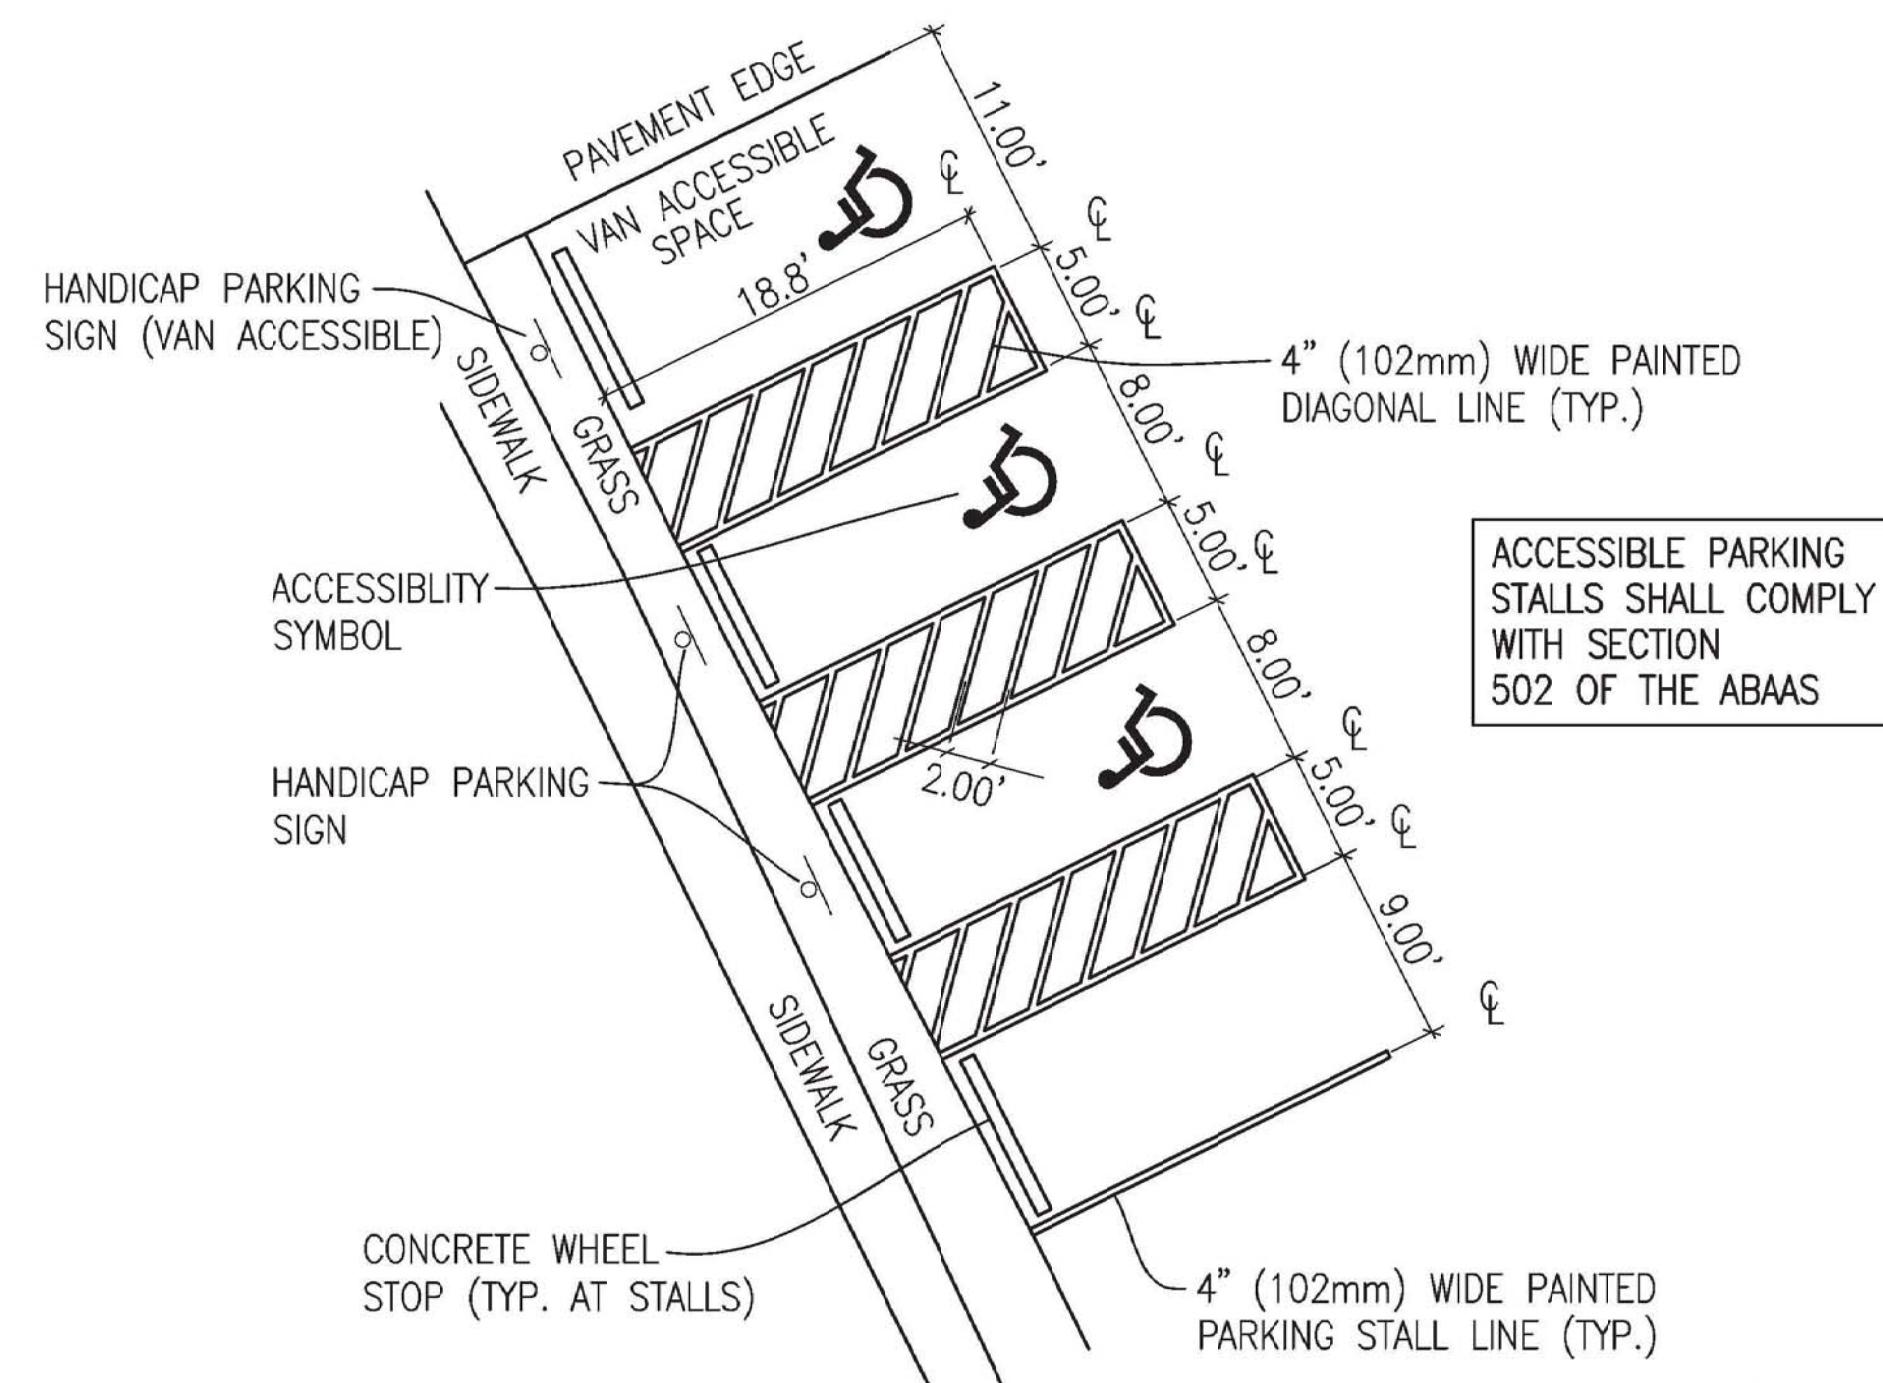 PAVEMENT EDGE
11.00'
VAN ACCESSIBLE
SPACE
℄
18.8'
℄
5.00'
℄
HANDICAP PARKING
SIGN (VAN ACCESSIBLE)
SIDEWALK
GRASS
4" (102mm) WIDE PAINTED
DIAGONAL LINE (TYP.)
8.00'
℄
5.00'
℄
ACCESSIBLE PARKING
STALLS SHALL COMPLY
WITH SECTION
502 OF THE ABAAS
ACCESSIBLITY
SYMBOL
8.00'
℄
HANDICAP PARKING
SIGN
2.00'
5.00'
℄
9.00'
℄
SIDEWALK
GRASS
CONCRETE WHEEL
STOP (TYP. AT STALLS)
4" (102mm) WIDE PAINTED
PARKING STALL LINE (TYP.)